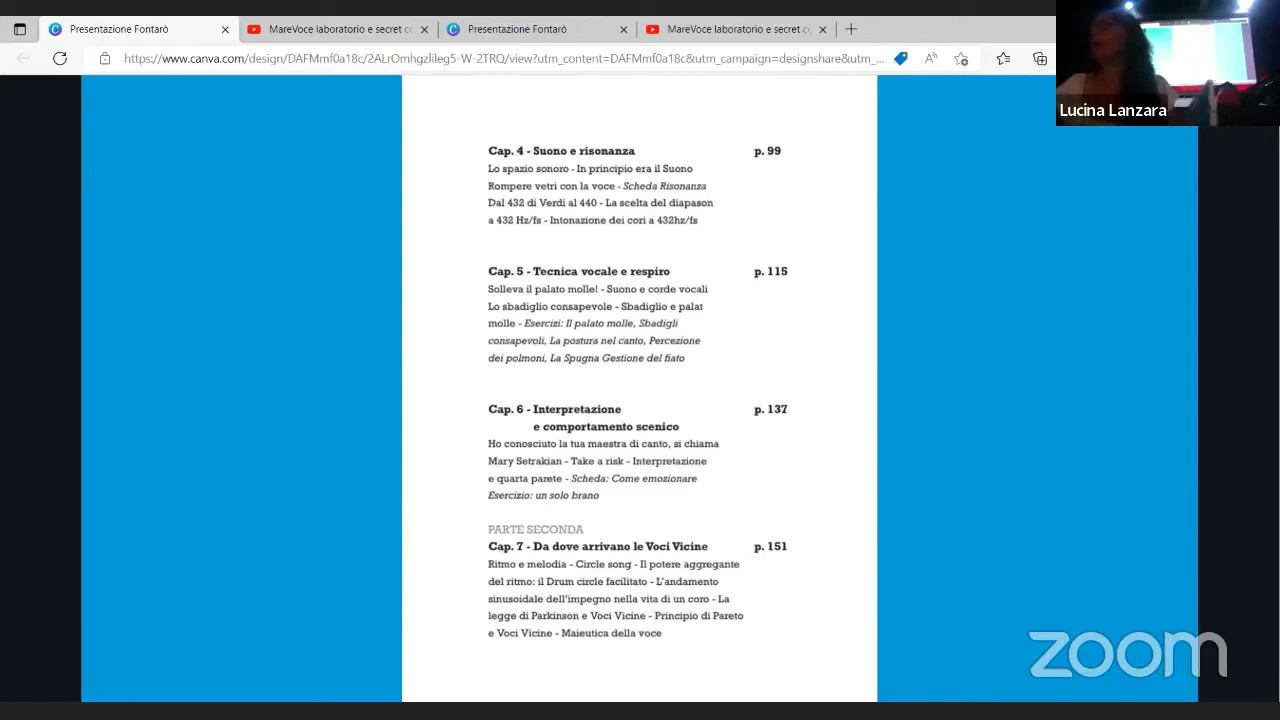 Presentazione Fontarò
MareVoce laboratorio e secret co
Presentazione Fontarò
MareVoce laboratorio e secret co
https://www.canva.com/design/DAFMmf0a18c/2ALrOmhgzlileg5-W-2TRQ/view?utm_content=DAFMmf0a18c&utm_campaign=designshare&utm_...
Lucina Lanzara
Cap. 4 - Suono e risonanza p. 99
Lo spazio sonoro - In principio era il Suono
Rompere vetri con la voce - Scheda Risonanza
Dal 432 di Verdi al 440 - La scelta del diapason
a 432 Hz/fs - Intonazione dei cori a 432hz/fs
Cap. 5 - Tecnica vocale e respiro p. 115
Solleva il palato molle! - Suono e corde vocali
Lo sbadiglio consapevole - Sbadiglio e palat
molle - Esercizi: Il palato molle, Sbadigli
consapevoli, La postura nel canto, Percezione
dei polmoni, La Spugna Gestione del fiato
Cap. 6 - Interpretazione p. 137
e comportamento scenico
Ho conosciuto la tua maestra di canto, si chiama
Mary Setrakian - Take a risk - Interpretazione
e quarta parete - Scheda: Come emozionare
Esercizio: un solo brano
PARTE SECONDA
Cap. 7 - Da dove arrivano le Voci Vicine p. 151
Ritmo e melodia - Circle song - Il potere aggregante
del ritmo: il Drum circle facilitato - L'andamento
sinusoidale dell'impegno nella vita di un coro - La
legge di Parkinson e Voci Vicine - Principio di Pareto
e Voci Vicine - Maieutica della voce
zoom